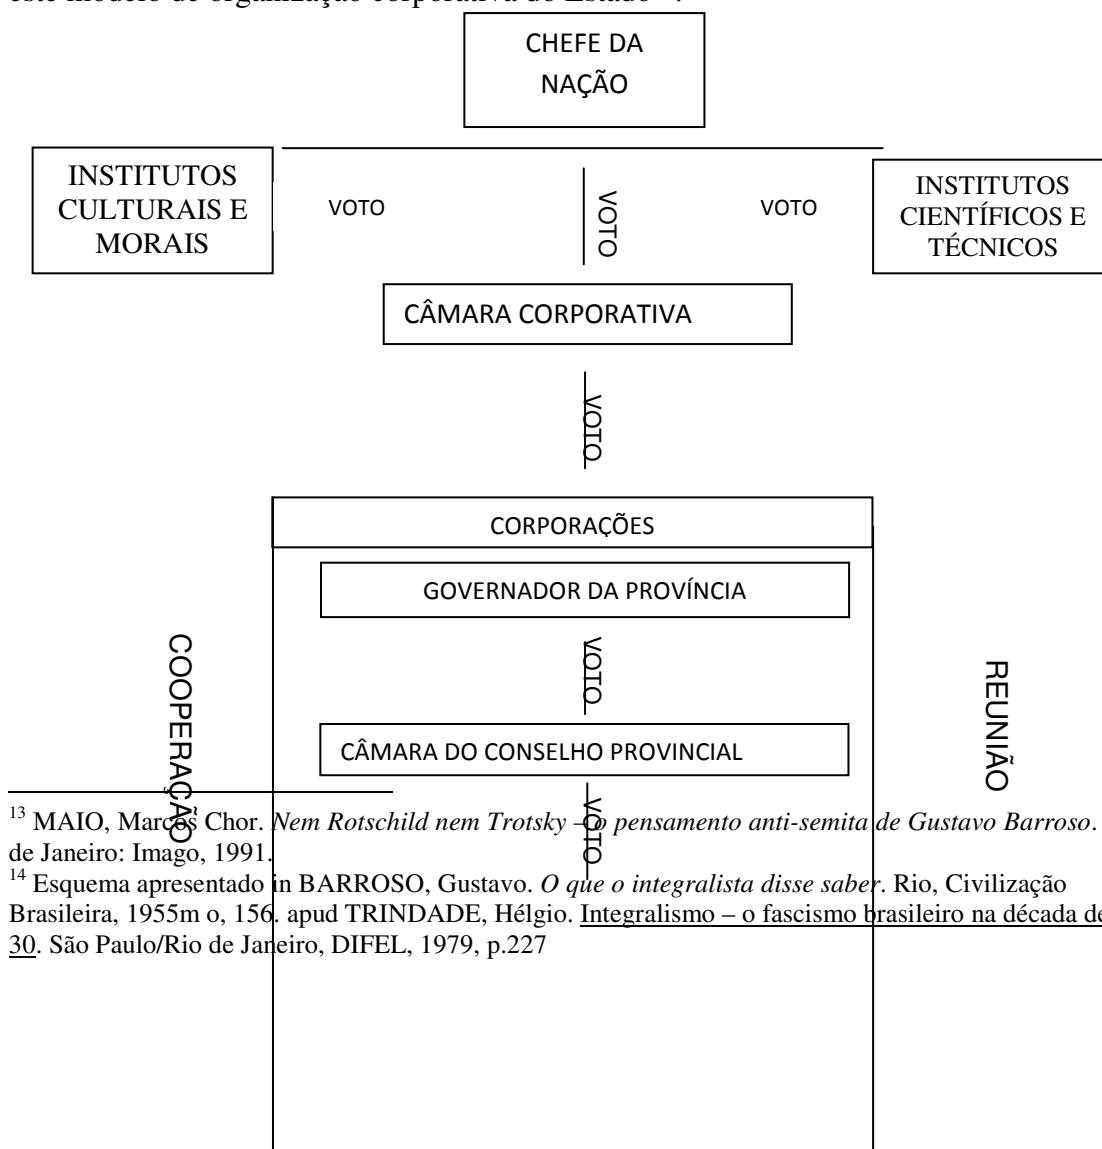 este modelo de organização corporativa do Estado
CHEFE DA
NAÇÃO
INSTITUTOS
CULTURAIS E
MORAIS
VOTO
VOTO
VOTO
INSTITUTOS
CIENTÍFICOS E
TÉCNICOS
CÂMARA CORPORATIVA
VOTO
CORPORAÇÕES
GOVERNADOR DA PROVÍNCIA
COOPERAÇÃO
VOTO
REUNIÃO
CÂMARA DO CONSELHO PROVINCIAL
VOTO
13 MAIO, Marcos Chor. Nem Rotschild nem Trotsky – o pensamento anti-semita de Gustavo Barroso.
de Janeiro: Imago, 1991.
14 Esquema apresentado in BARROSO, Gustavo. O que o integralista disse saber. Rio, Civilização
Brasileira, 1955m o, 156. apud TRINDADE, Hélgio. Integralismo – o fascismo brasileiro na década de
30. São Paulo/Rio de Janeiro, DIFEL, 1979, p.227